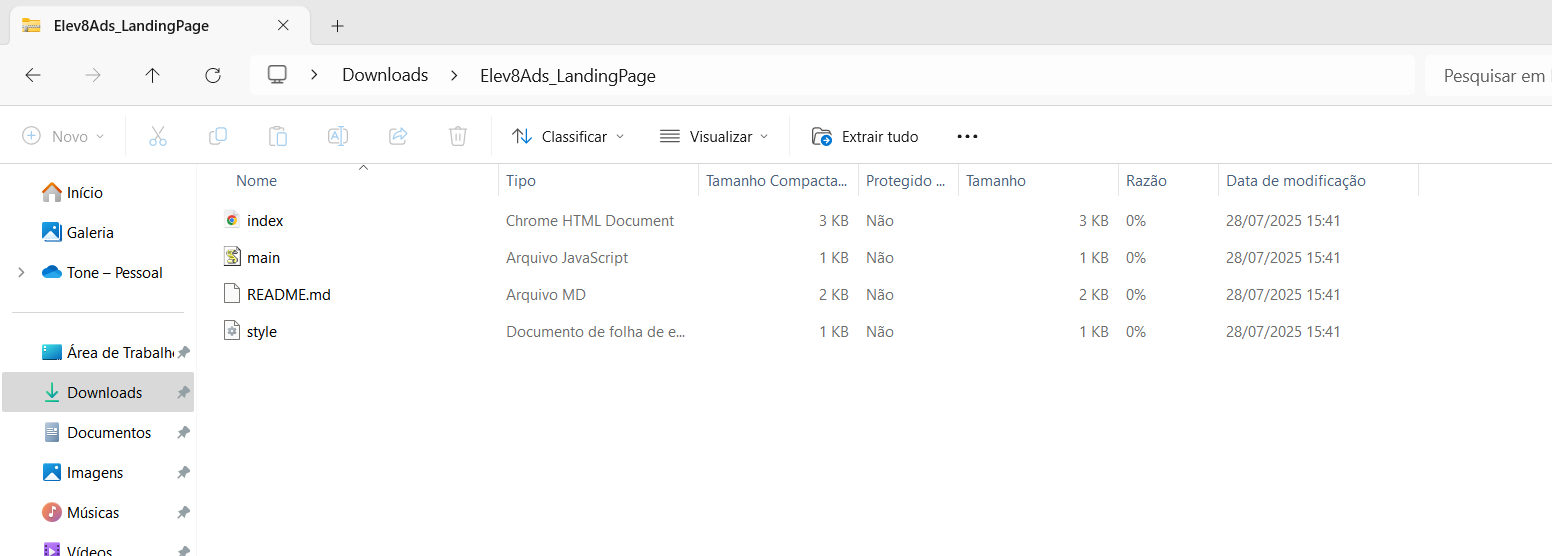 Elev8Ads_LandingPage
Downloads
Elev8Ads_LandingPage
Pesquisar em
Novo
Classificar
Visualizar
Extrair tudo
Nome Tipo Tamanho Compacta... Protegido ... Tamanho Razão Data de modificação
index Chrome HTML Document 3 KB Não 3 KB 0% 28/07/2025 15:41
main Arquivo JavaScript 1 KB Não 1 KB 0% 28/07/2025 15:41
README.md Arquivo MD 2 KB Não 2 KB 0% 28/07/2025 15:41
style Documento de folha de e... 1 KB Não 1 KB 0% 28/07/2025 15:41
Início
Galeria
Tone – Pessoal
Área de Trabalh
Downloads
Documentos
Imagens
Músicas
Vídeos